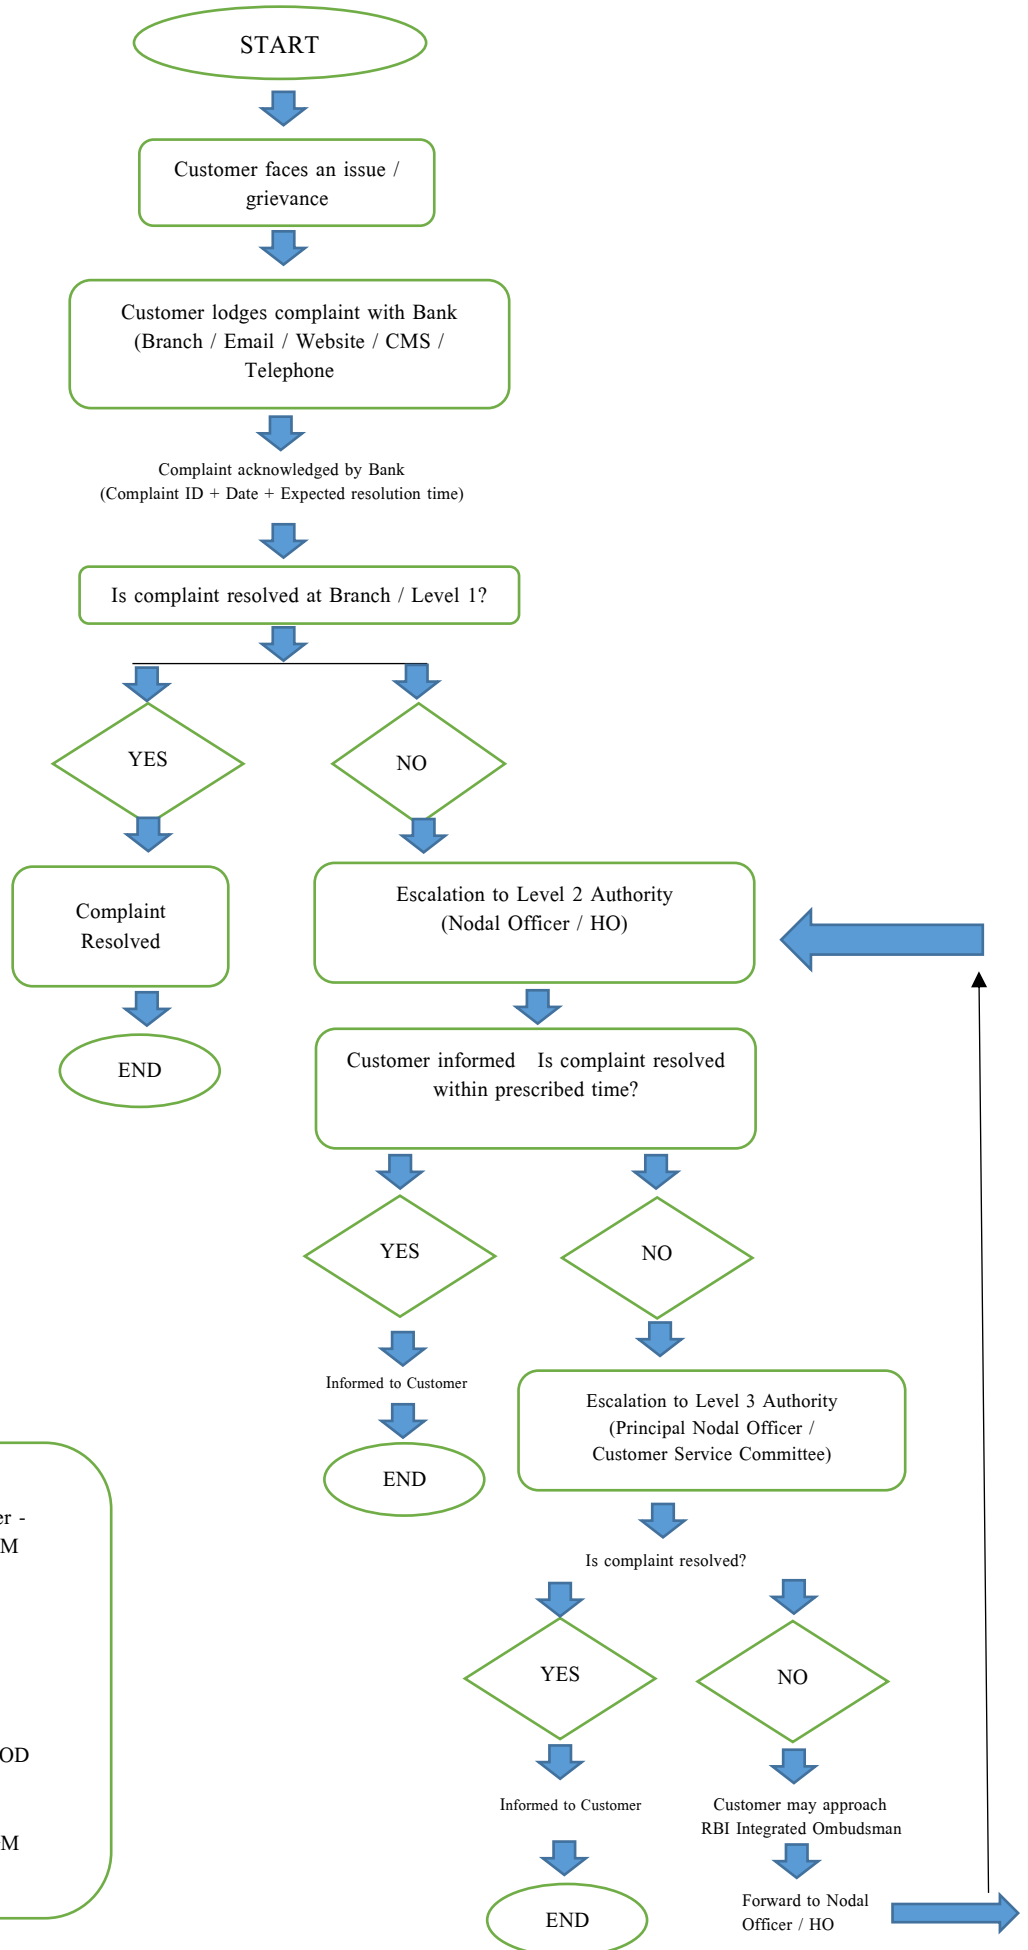 START
Customer faces an issue /
grievance
Customer lodges complaint with Bank
(Branch / Email / Website / CMS /
Telephone
Complaint acknowledged by Bank
(Complaint ID + Date + Expected resolution time)
Is complaint resolved at Branch / Level 1?
YES
NO
Complaint
Resolved
END
Escalation to Level 2 Authority
(Nodal Officer / HO)
Customer informed Is complaint resolved
within prescribed time?
YES
NO
Informed to Customer
END
Escalation to Level 3 Authority
(Principal Nodal Officer /
Customer Service Committee)
Is complaint resolved?
YES
NO
Informed to Customer
END
Customer may approach
RBI Integrated Ombudsman
Forward to Nodal
Officer / HO